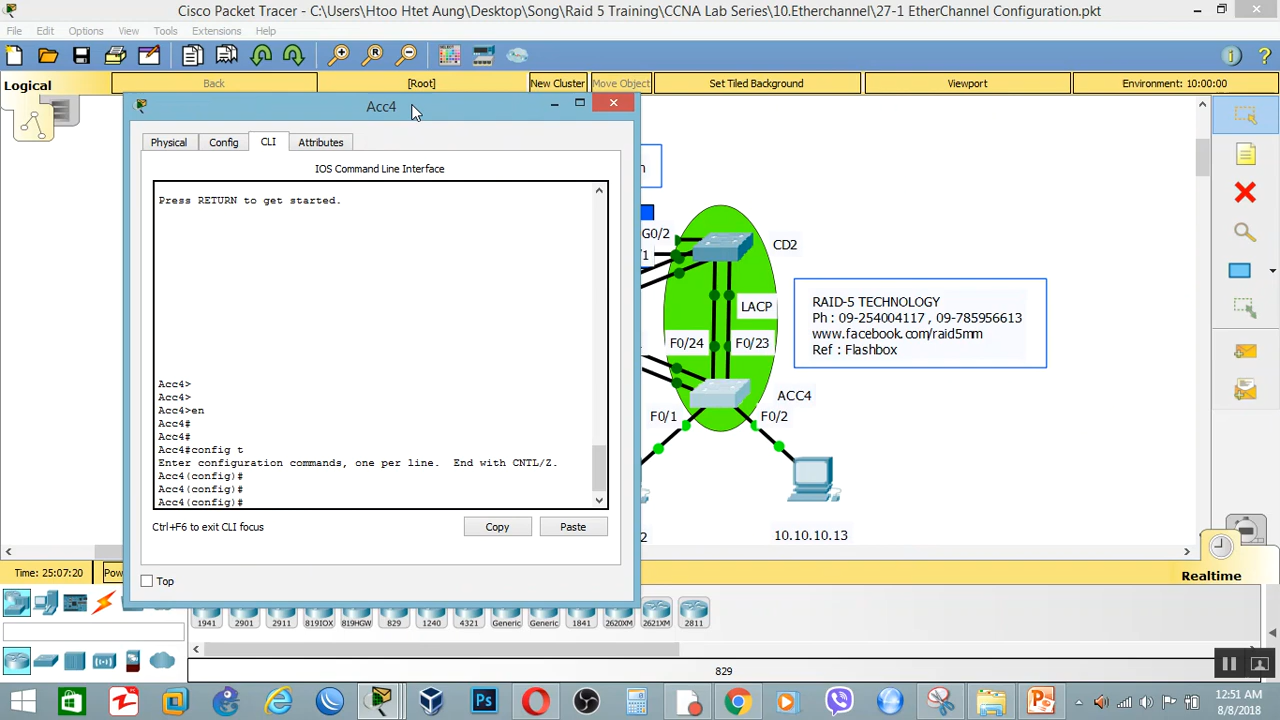 Cisco Packet Tracer - C:\Users\Htoo Htet Aung\Desktop\Song\Raid 5 Training\CCNA Lab Series\10.Etherchannel\27-1 EtherChannel Configuration.pkt
File Edit Options View Tools Extensions Help
Logical Back [Root] New Cluster Move Object Set Tiled Background Viewport Environment: 10:00:00
Acc4
Physical Config CLI Attributes
IOS Command Line Interface
Press RETURN to get started.
Acc4>
Acc4>
Acc4>en
Acc4#
Acc4#
Acc4#config t
Enter configuration commands, one per line. End with CNTL/Z.
Acc4(config)#
Acc4(config)#
Acc4(config)#
Ctrl+F6 to exit CLI focus
Copy Paste
Top
G0/2
CD2
LACP
F0/24 F0/23
ACC4
F0/1 F0/2
10.10.10.13
RAID-5 TECHNOLOGY
Ph : 09-254004117 , 09-785956613
www.facebook.com/raid5mm
Ref : Flashbox
Time: 25:07:20
Realtime
1941 2901 2911 819IOX 819HGW 829 1240 4321 Generic Generic 1841 2620XM 2621XM 2811
829
12:51 AM
8/8/2018